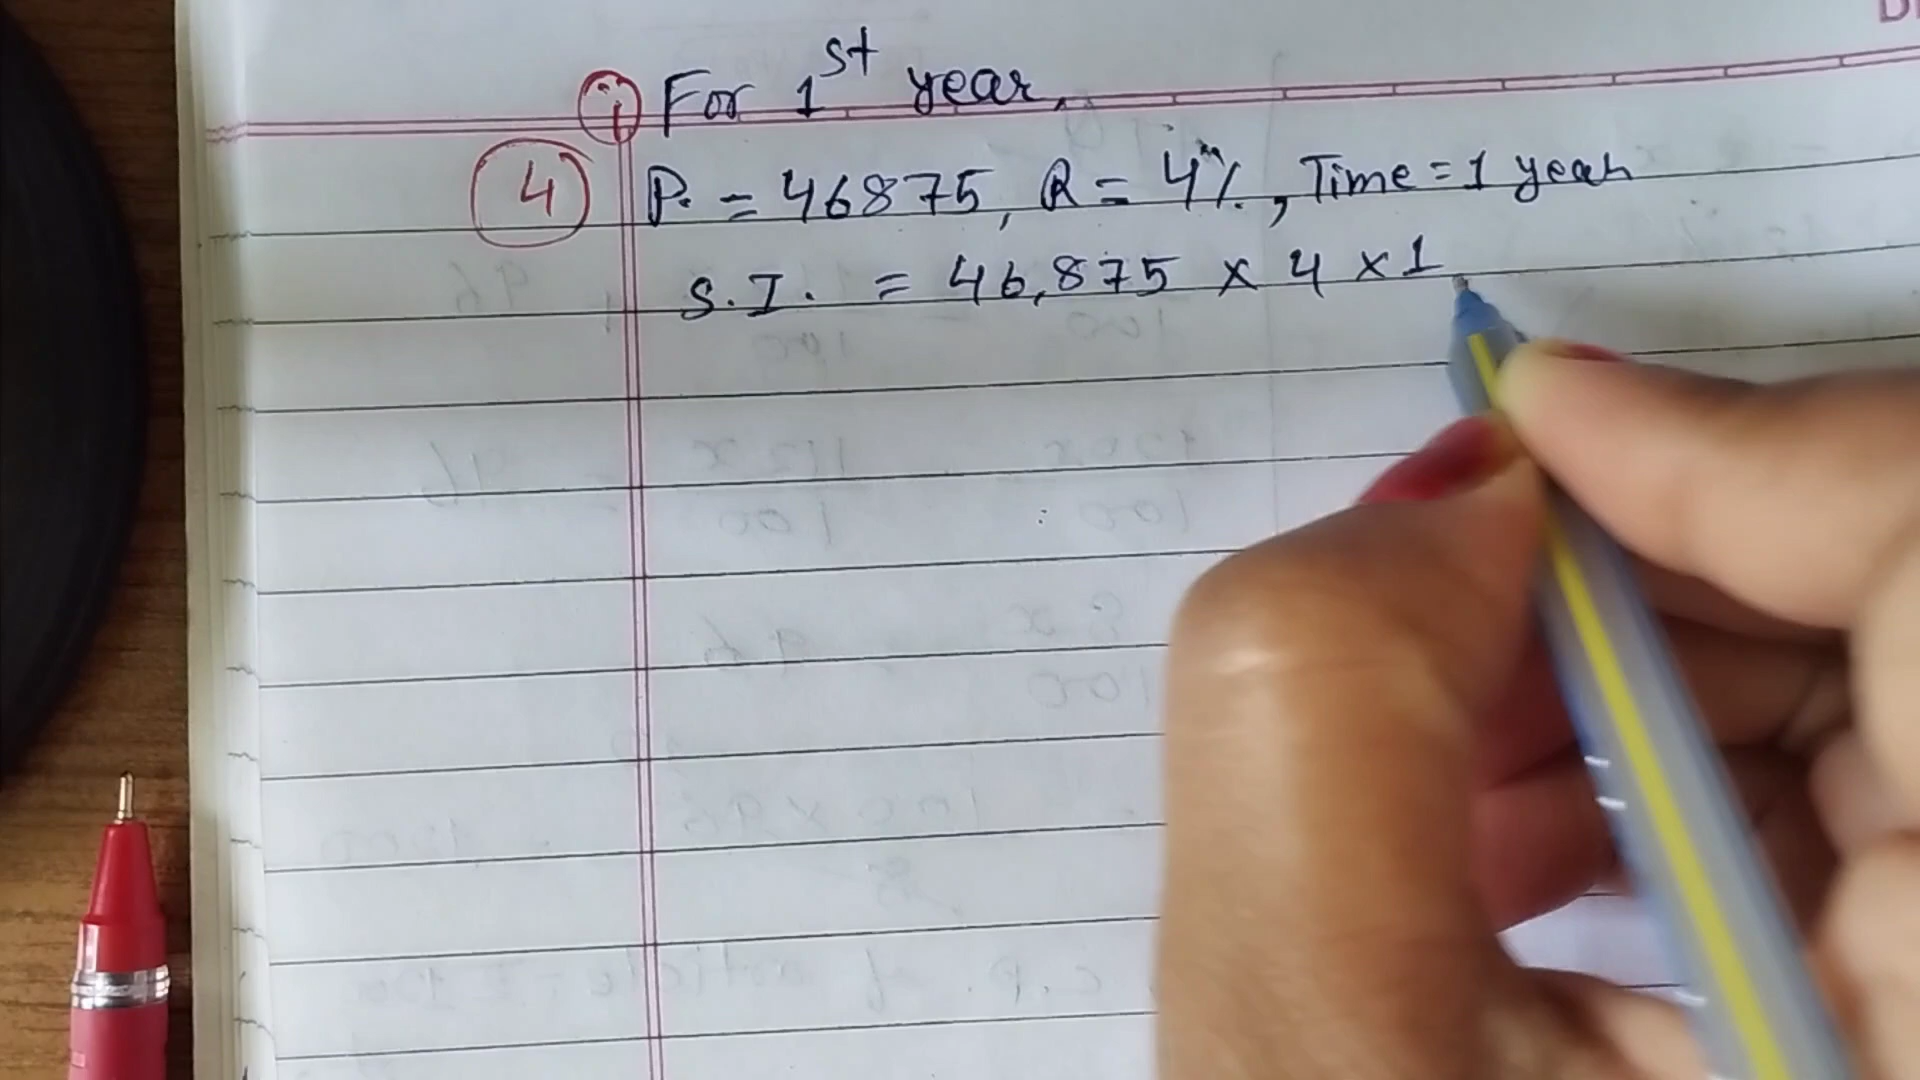 i For 1st year,
4 P. = 46875, R = 4%, Time = 1 year
S.I. = 46,875 × 4 × 1